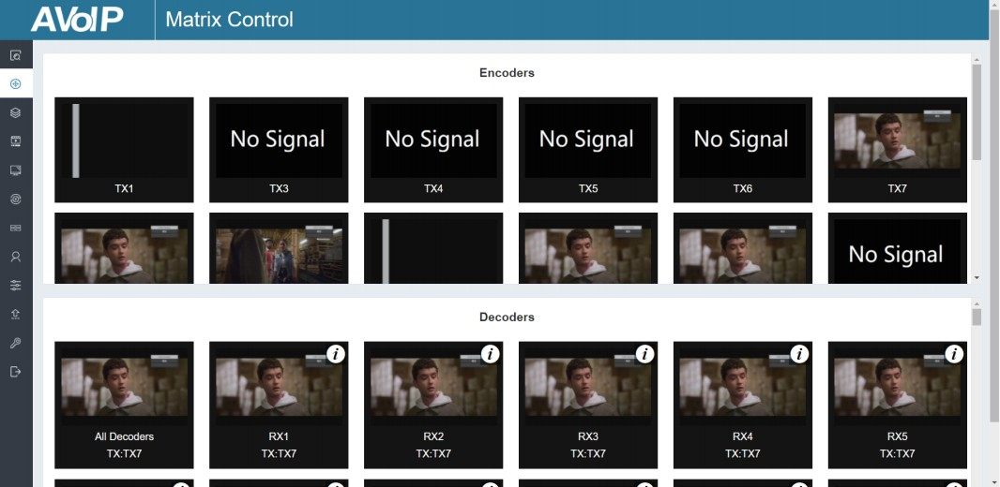 AVoIP
Matrix Control
Encoders
No Signal
No Signal
No Signal
No Signal
TX1
TX3
TX4
TX5
TX6
TX7
No Signal
Decoders
i
i
i
i
i
All Decoders
RX1
RX2
RX3
RX4
RX5
TX:TX7
TX:TX7
TX:TX7
TX:TX7
TX:TX7
TX:TX7